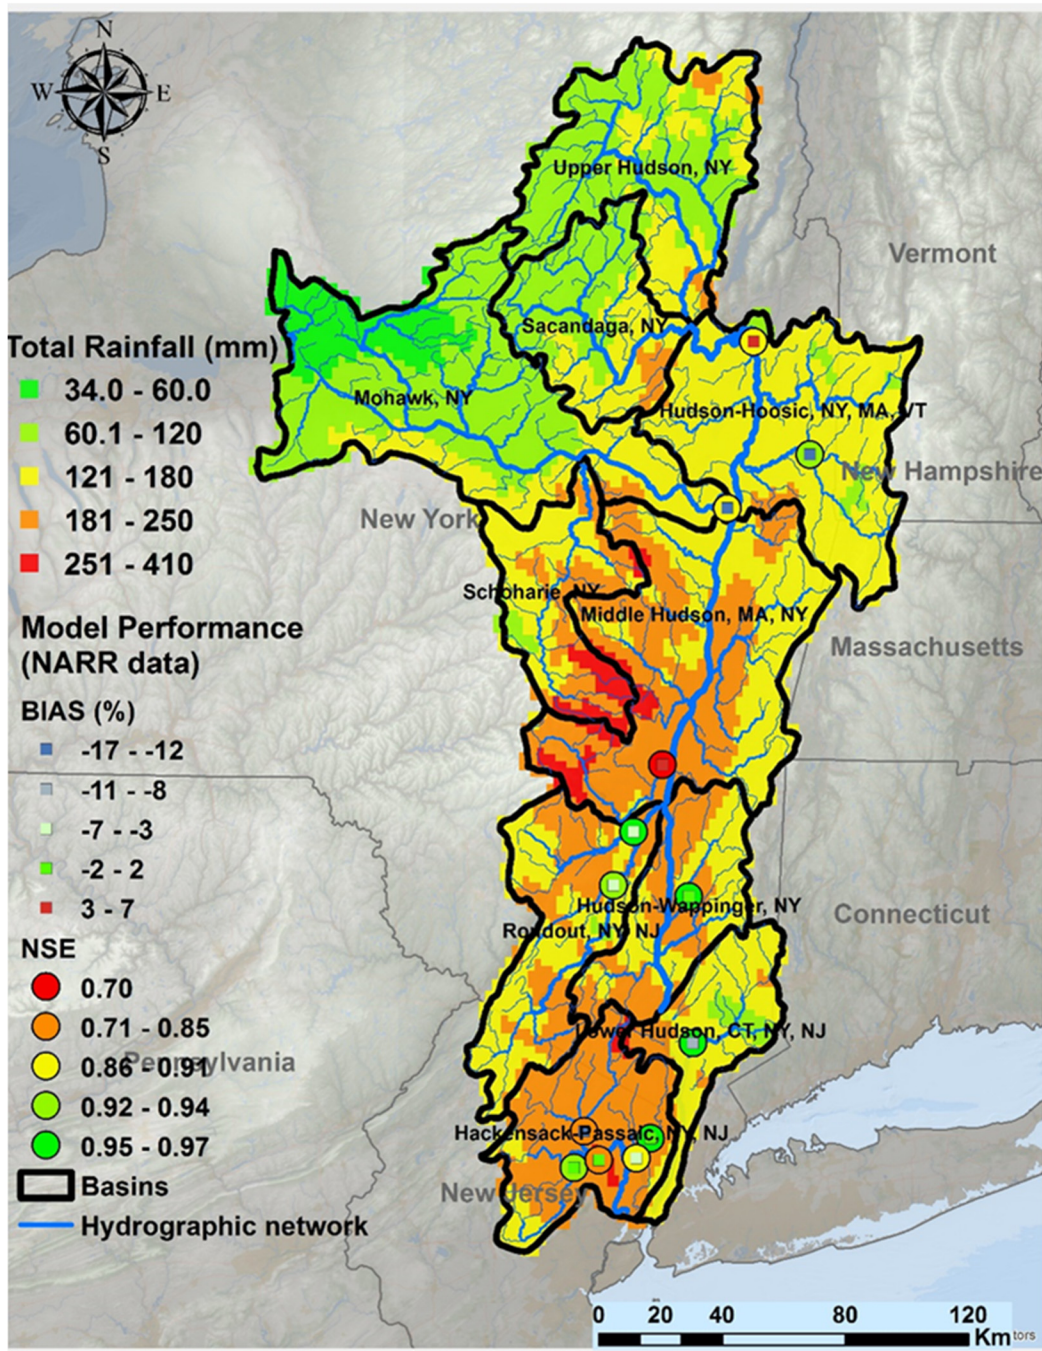 N
W E
S
Upper Hudson, NY
Vermont
Sacandaga, NY
Total Rainfall (mm)
34.0 - 60.0
60.1 - 120
121 - 180
181 - 250
251 - 410
Mohawk, NY
Hudson-Hoosic, NY, MA, VT
New Hampshire
New York
Schoharie, NY
Middle Hudson, MA, NY
Massachusetts
Model Performance
(NARR data)
BIAS (%)
-17 - -12
-11 - -8
-7 - -3
-2 - 2
3 - 7
Hudson-Wappinger, NY
Connecticut
Rondout, NY, NJ
NSE
0.70
0.71 - 0.85
0.86 - 0.91
0.92 - 0.94
0.95 - 0.97
Pennsylvania
Lower Hudson, CT, NY, NJ
Hackensack-Passaic, NY, NJ
New Jersey
Basins
Hydrographic network
0 20 40 80 120
Km
tors